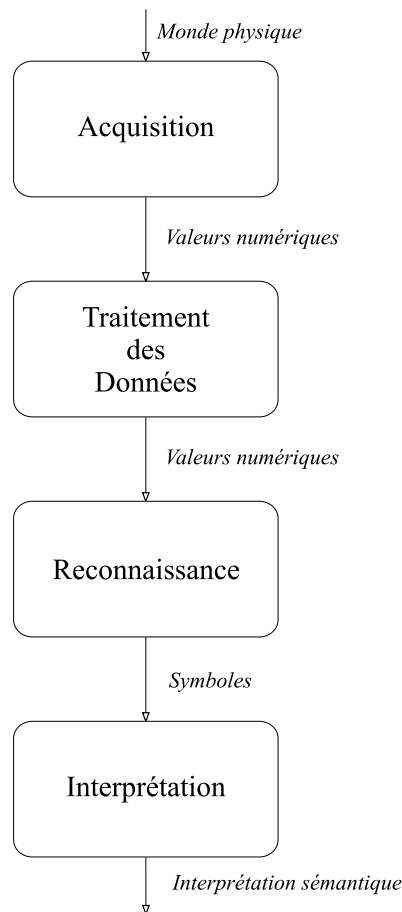 Monde physique
Acquisition
Valeurs numériques
Traitement
des
Données
Valeurs numériques
Reconnaissance
Symboles
Interprétation
Interprétation sémantique